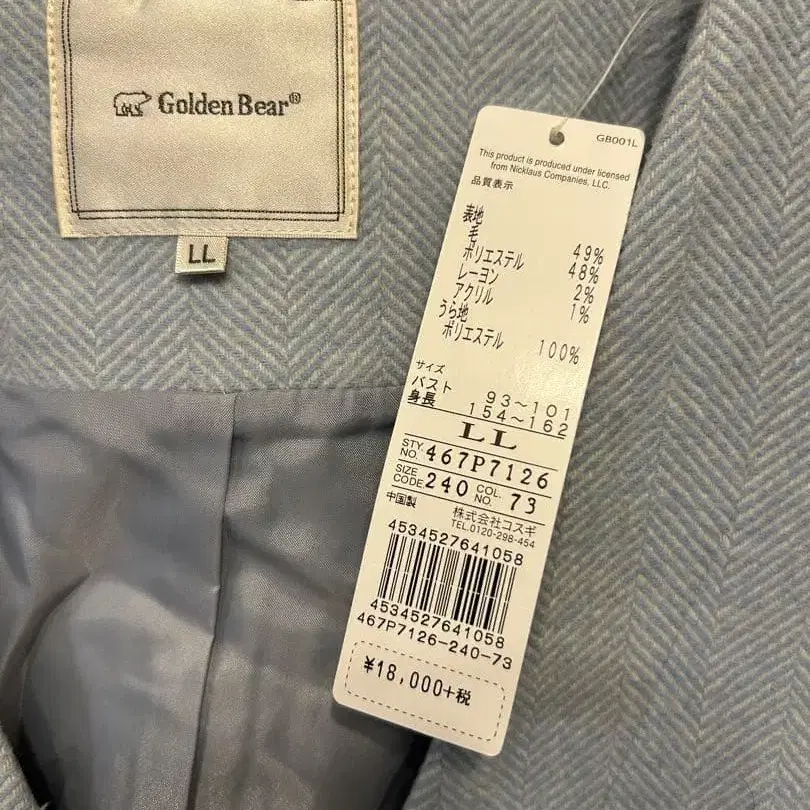 Golden Bear®
LL
GB001L
This product is produced under licensed
from Nicklaus Companies, LLC.
品質表示
表地
毛 49%
ポリエステル 48%
レーヨン 2%
アクリル 1%
うら地
ポリエステル 100%
サイズ
バスト 93~101
身長 154~162
LL
STY. NO. 467P7126
SIZE CODE 240 COL. NO. 73
中国製 株式会社コスギ
TEL.0120-298-454
4534527641058
4534527641058
467P7126-240-73
¥18,000+税